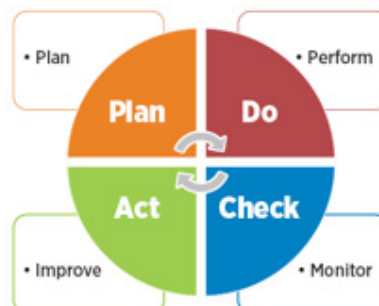 • Plan
• Perform
Plan
Do
Act
Check
• Improve
• Monitor